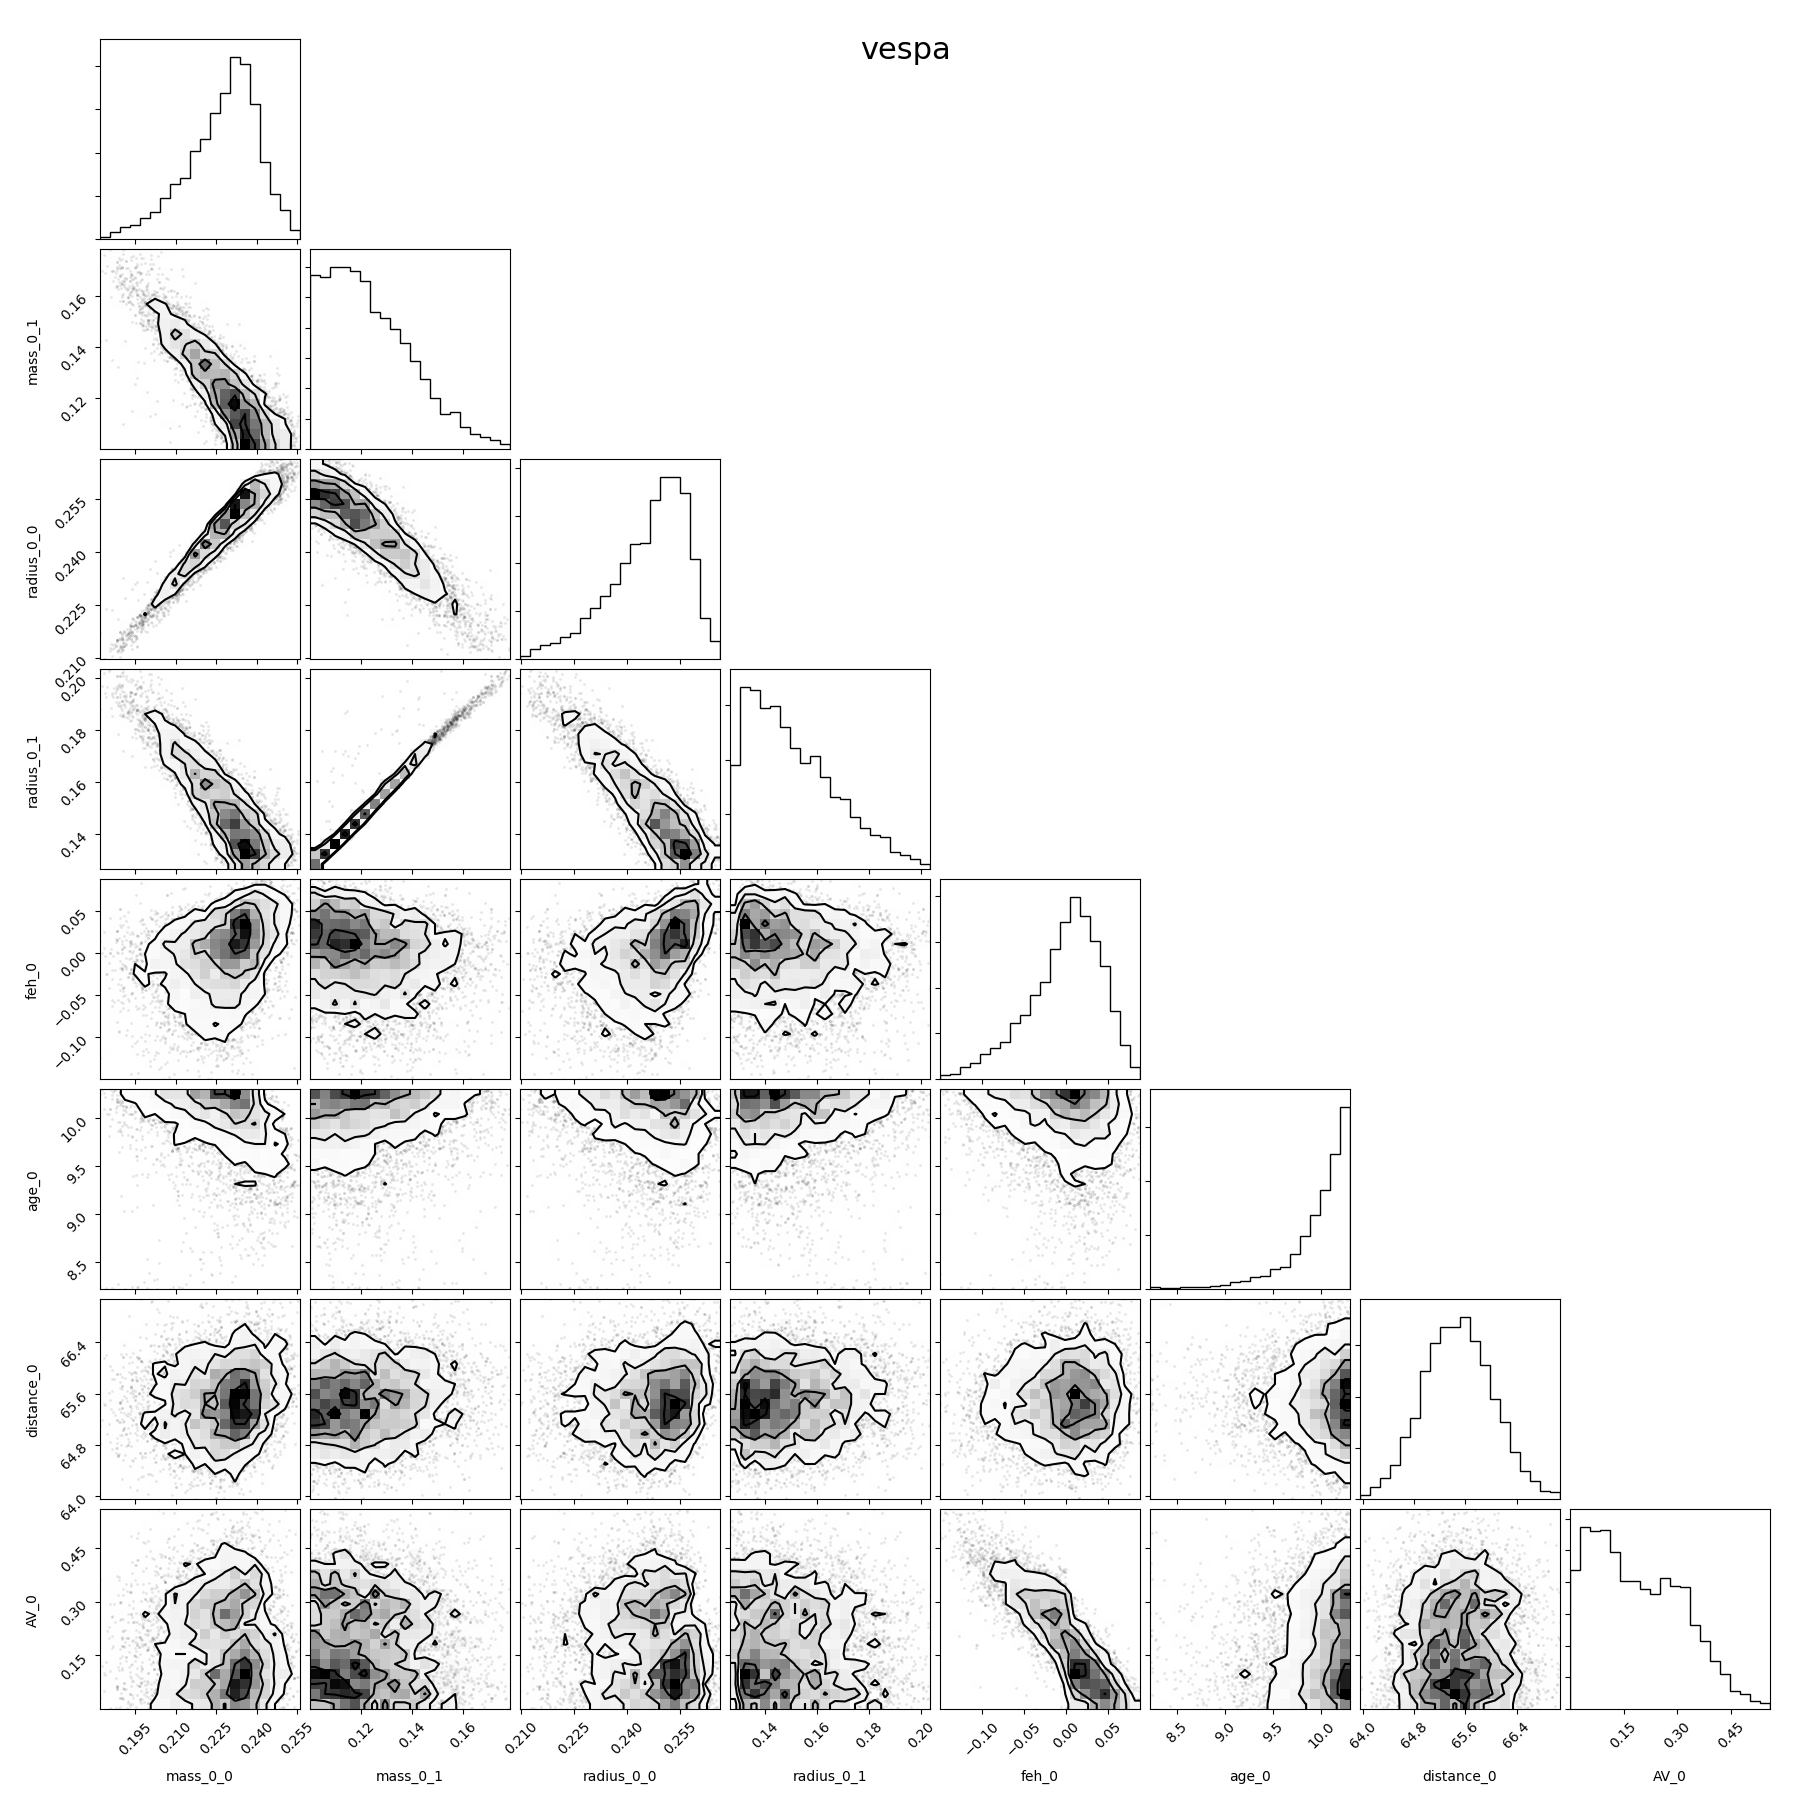 vespa
mass_0_1
0.16
0.14
0.12
radius_0_0
0.255
0.240
0.225
0.210
radius_0_1
0.20
0.18
0.16
0.14
feh_0
0.05
0.00
−0.05
−0.10
age_0
10.0
9.5
9.0
8.5
distance_0
66.4
65.6
64.8
64.0
AV_0
0.45
0.30
0.15
0.195 0.210 0.225 0.240 0.255
0.12 0.14 0.16
0.210 0.225 0.240 0.255
0.14 0.16 0.18 0.20
−0.10 −0.05 0.00 0.05
8.5 9.0 9.5 10.0
64.0 64.8 65.6 66.4
0.15 0.30 0.45
mass_0_0 mass_0_1 radius_0_0 radius_0_1 feh_0 age_0 distance_0 AV_0